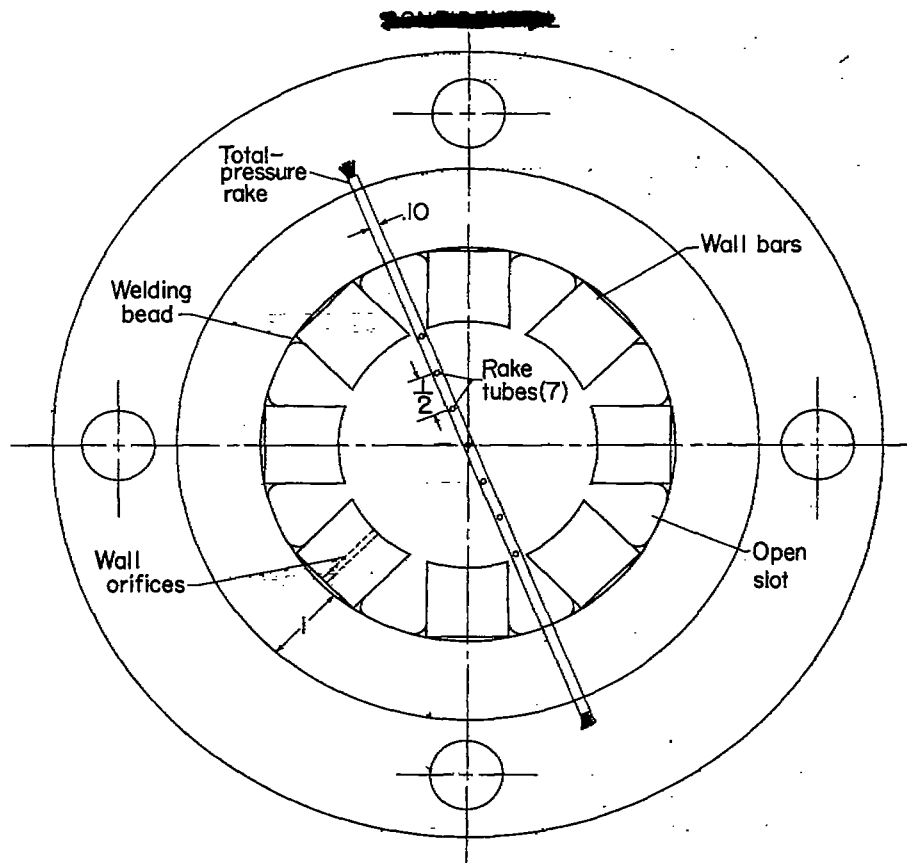 Total-
pressure
rake
.10
Wall bars
Welding
bead
Rake
tubes(7)
1/2
Wall
orifices
Open
slot
1